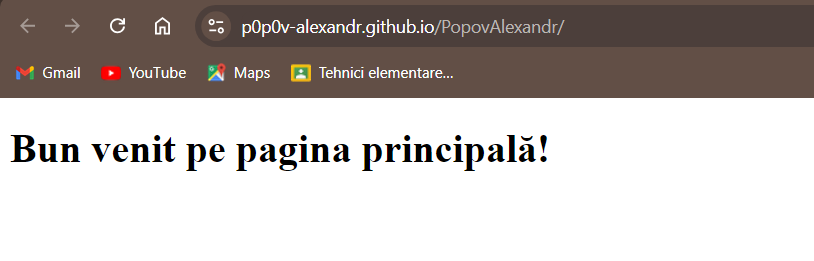 p0p0v-alexandr.github.io/PopovAlexandr/
Gmail YouTube Maps Tehnici elementare...
Bun venit pe pagina principală!